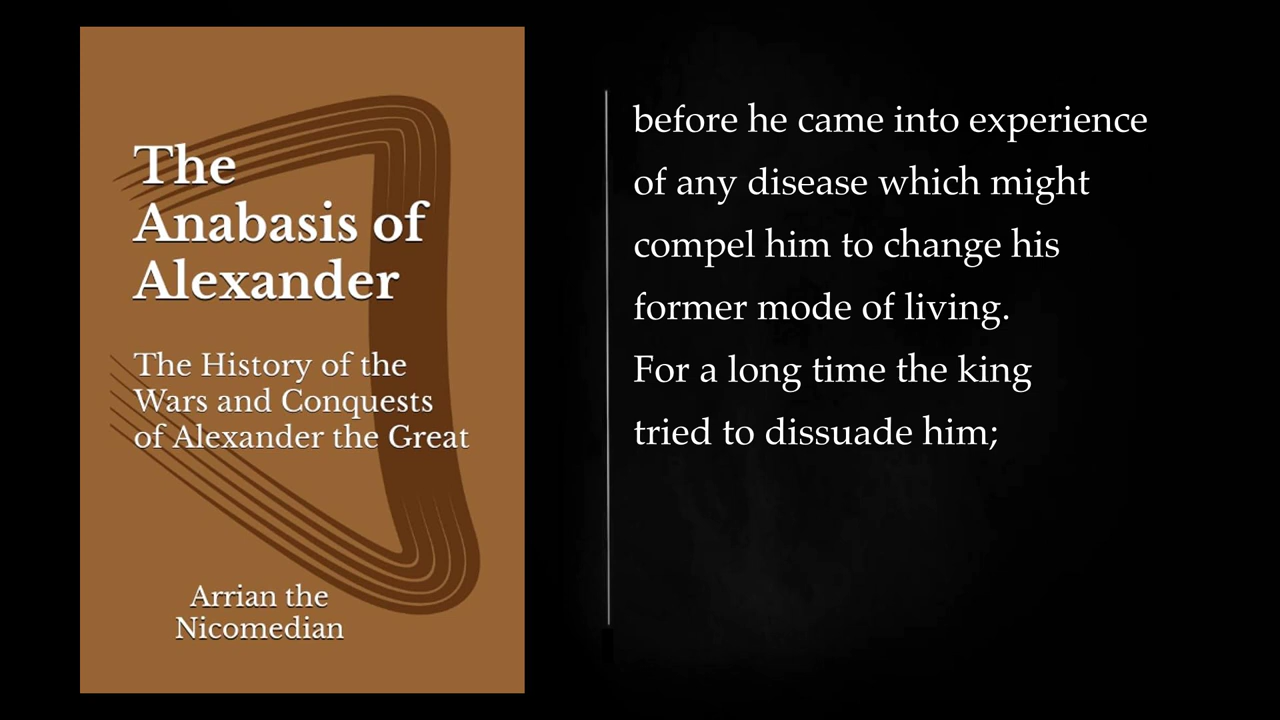 The
Anabasis of
Alexander
The History of the
Wars and Conquests
of Alexander the Great
Arrian the
Nicomedian
before he came into experience
of any disease which might
compel him to change his
former mode of living.
For a long time the king
tried to dissuade him;